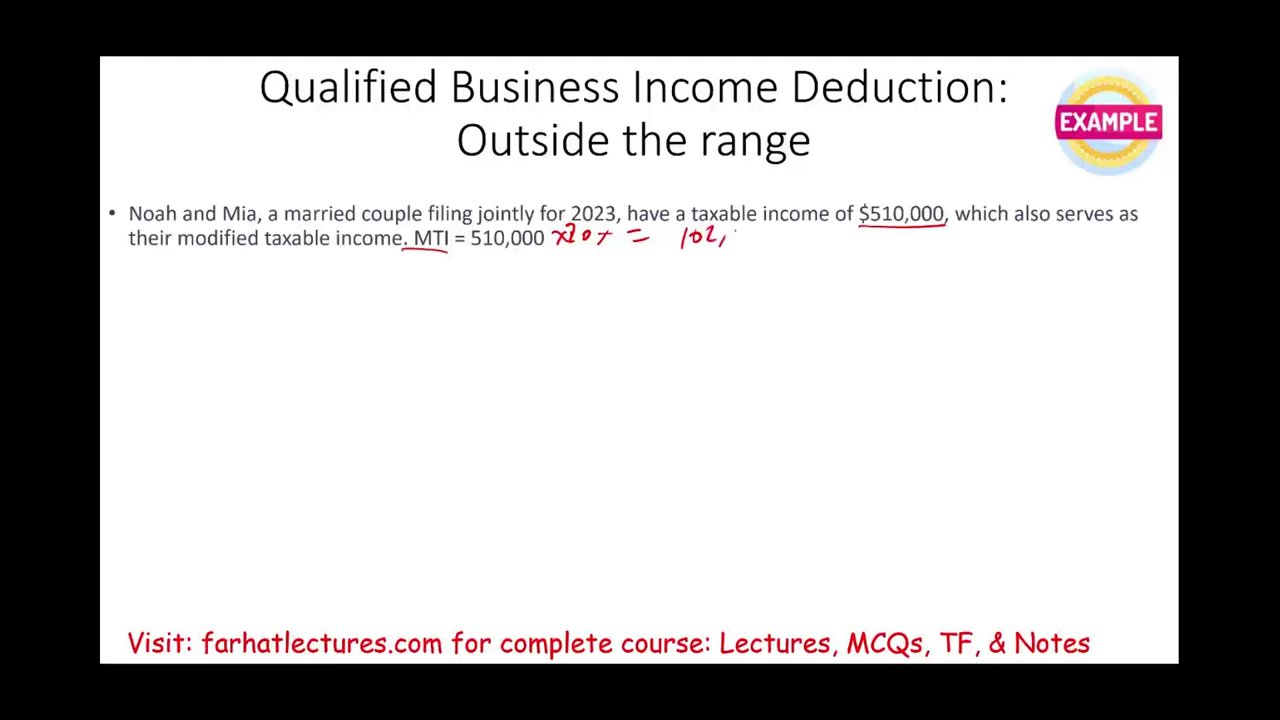 Qualified Business Income Deduction:
Outside the range
EXAMPLE
• Noah and Mia, a married couple filing jointly for 2023, have a taxable income of $510,000, which also serves as
their modified taxable income. MTI = 510,000 x20% = 102,
Visit: farhatlectures.com for complete course: Lectures, MCQs, TF, & Notes